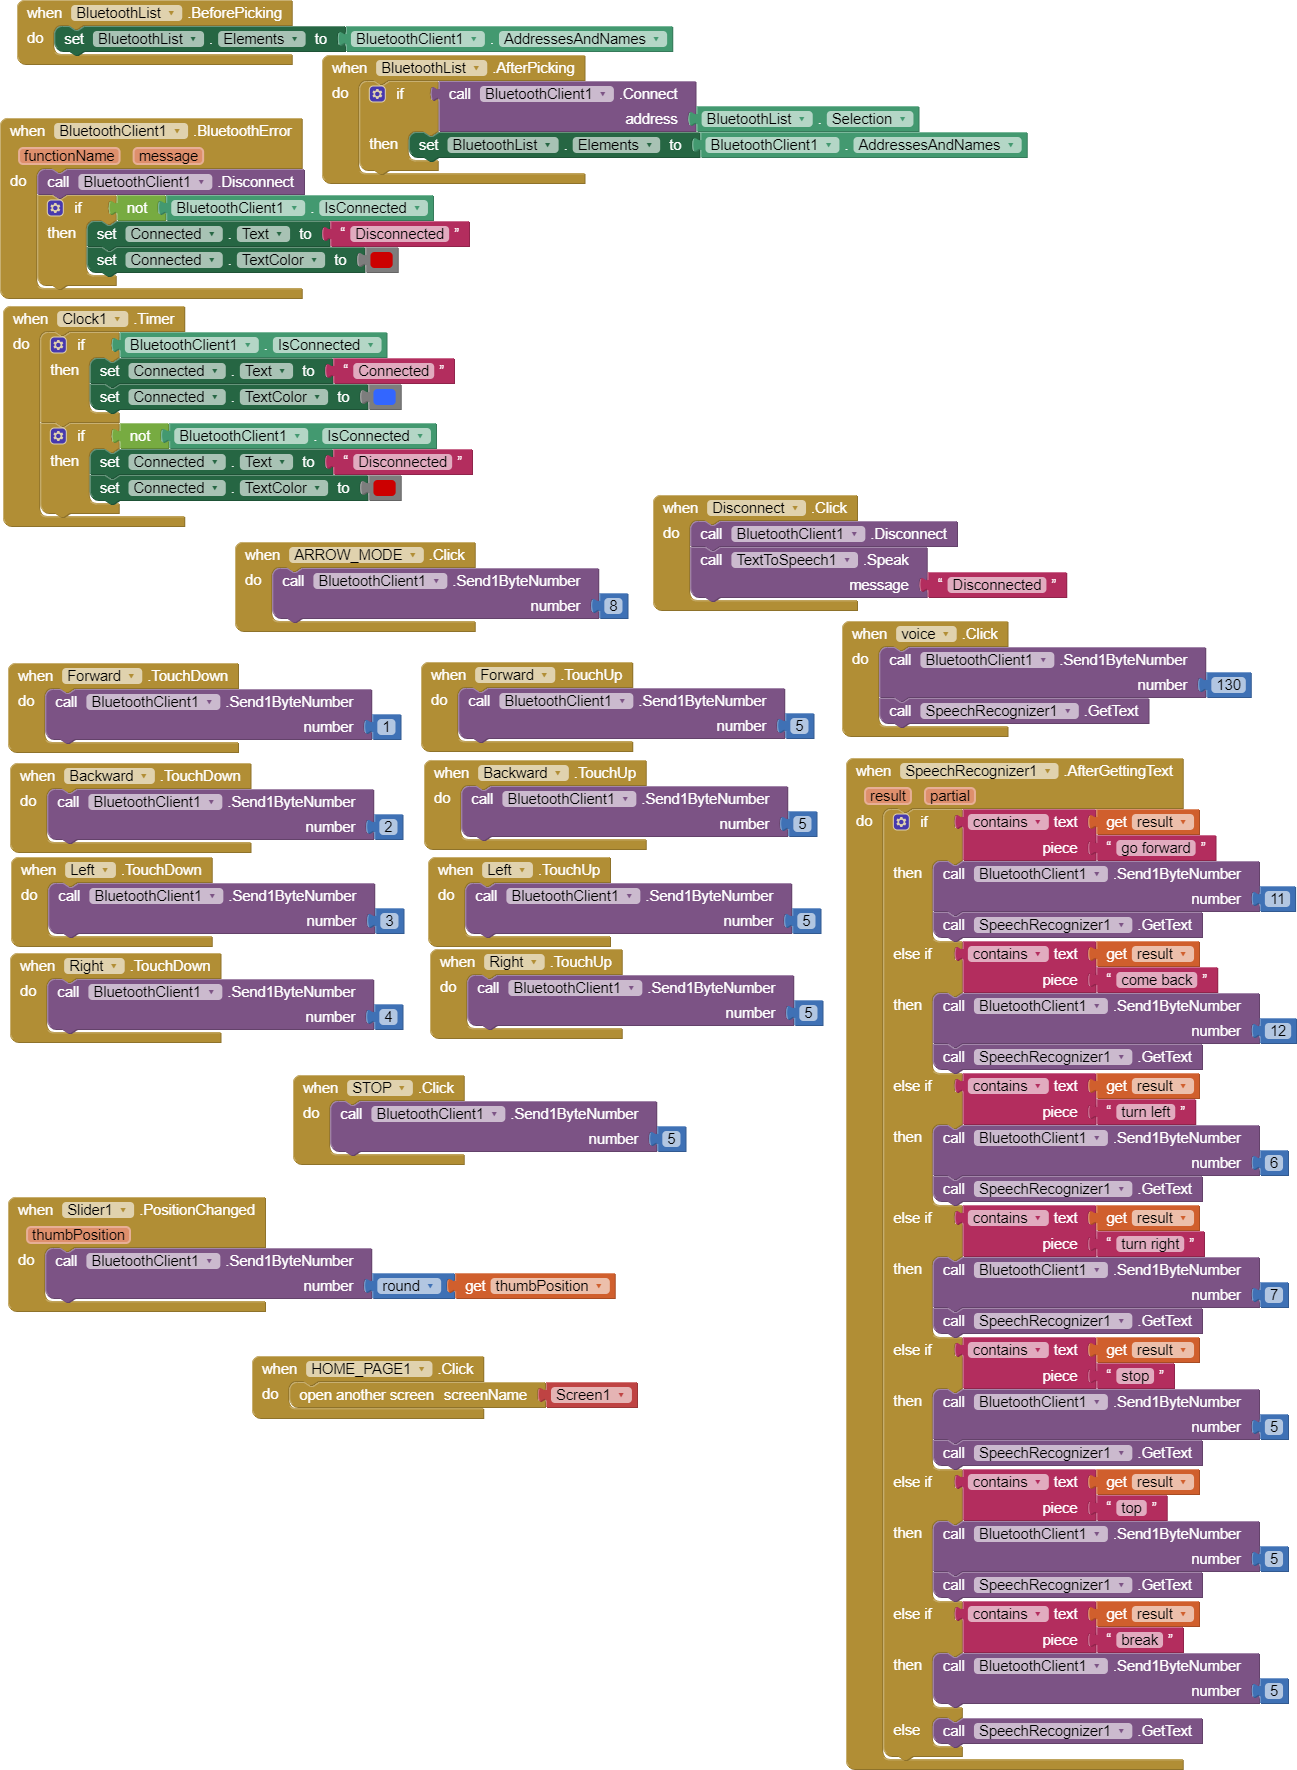 when BluetoothList .BeforePicking
do set BluetoothList . Elements to BluetoothClient1 . AddressesAndNames
when BluetoothList .AfterPicking
do if call BluetoothClient1 .Connect
address BluetoothList . Selection
then set BluetoothList . Elements to BluetoothClient1 . AddressesAndNames
when BluetoothClient1 .BluetoothError
functionName message
do call BluetoothClient1 .Disconnect
if not BluetoothClient1 . IsConnected
then set Connected . Text to “ Disconnected ”
set Connected . TextColor to
when Clock1 .Timer
do if BluetoothClient1 . IsConnected
then set Connected . Text to “ Connected ”
set Connected . TextColor to
if not BluetoothClient1 . IsConnected
then set Connected . Text to “ Disconnected ”
set Connected . TextColor to
when Disconnect .Click
do call BluetoothClient1 .Disconnect
call TextToSpeech1 .Speak
message “ Disconnected ”
when ARROW_MODE .Click
do call BluetoothClient1 .Send1ByteNumber
number 8
when voice .Click
do call BluetoothClient1 .Send1ByteNumber
number 130
call SpeechRecognizer1 .GetText
when Forward .TouchDown
do call BluetoothClient1 .Send1ByteNumber
number 1
when Forward .TouchUp
do call BluetoothClient1 .Send1ByteNumber
number 5
when Backward .TouchDown
do call BluetoothClient1 .Send1ByteNumber
number 2
when Backward .TouchUp
do call BluetoothClient1 .Send1ByteNumber
number 5
when Left .TouchDown
do call BluetoothClient1 .Send1ByteNumber
number 3
when Left .TouchUp
do call BluetoothClient1 .Send1ByteNumber
number 5
when Right .TouchDown
do call BluetoothClient1 .Send1ByteNumber
number 4
when Right .TouchUp
do call BluetoothClient1 .Send1ByteNumber
number 5
when STOP .Click
do call BluetoothClient1 .Send1ByteNumber
number 5
when Slider1 .PositionChanged
thumbPosition
do call BluetoothClient1 .Send1ByteNumber
number round get thumbPosition
when HOME_PAGE1 .Click
do open another screen screenName Screen1
when SpeechRecognizer1 .AfterGettingText
result partial
do if contains text get result
piece “ go forward ”
then call BluetoothClient1 .Send1ByteNumber
number 11
call SpeechRecognizer1 .GetText
else if contains text get result
piece “ come back ”
then call BluetoothClient1 .Send1ByteNumber
number 12
call SpeechRecognizer1 .GetText
else if contains text get result
piece “ turn left ”
then call BluetoothClient1 .Send1ByteNumber
number 6
call SpeechRecognizer1 .GetText
else if contains text get result
piece “ turn right ”
then call BluetoothClient1 .Send1ByteNumber
number 7
call SpeechRecognizer1 .GetText
else if contains text get result
piece “ stop ”
then call BluetoothClient1 .Send1ByteNumber
number 5
call SpeechRecognizer1 .GetText
else if contains text get result
piece “ top ”
then call BluetoothClient1 .Send1ByteNumber
number 5
call SpeechRecognizer1 .GetText
else if contains text get result
piece “ break ”
then call BluetoothClient1 .Send1ByteNumber
number 5
else call SpeechRecognizer1 .GetText